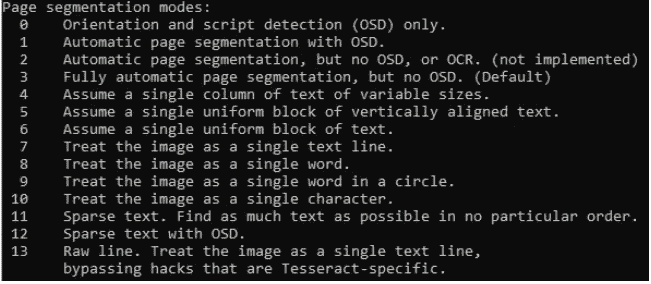 Page segmentation modes:
0 Orientation and script detection (OSD) only.
1 Automatic page segmentation with OSD.
2 Automatic page segmentation, but no OSD, or OCR. (not implemented)
3 Fully automatic page segmentation, but no OSD. (Default)
4 Assume a single column of text of variable sizes.
5 Assume a single uniform block of vertically aligned text.
6 Assume a single uniform block of text.
7 Treat the image as a single text line.
8 Treat the image as a single word.
9 Treat the image as a single word in a circle.
10 Treat the image as a single character.
11 Sparse text. Find as much text as possible in no particular order.
12 Sparse text with OSD.
13 Raw line. Treat the image as a single text line,
bypassing hacks that are Tesseract-specific.